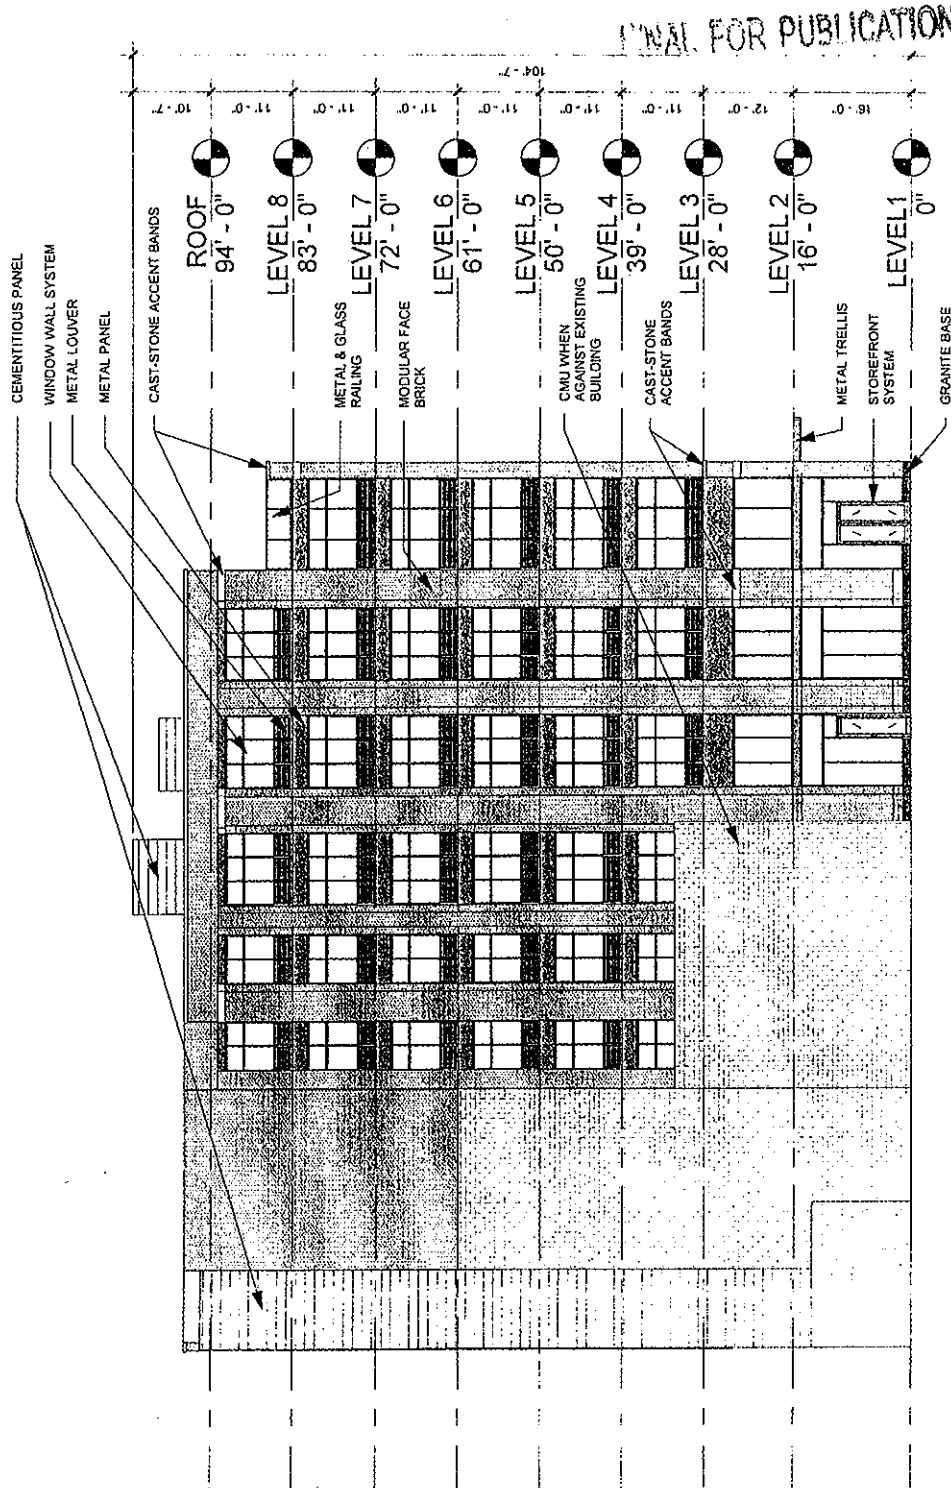 FINAL FOR PUBLICATION
CEMENTITIOUS PANEL
WINDOW WALL SYSTEM
METAL LOUVER
METAL PANEL
CAST-STONE ACCENT BANDS
METAL & GLASS
RAILING
MODULAR FACE
BRICK
CMU WHEN
AGAINST EXISTING
BUILDING
CAST-STONE
ACCENT BANDS
METAL TRELLIS
STOREFRONT
SYSTEM
GRANITE BASE
ROOF
94' - 0"
LEVEL 8
83' - 0"
LEVEL 7
72' - 0"
LEVEL 6
61' - 0"
LEVEL 5
50' - 0"
LEVEL 4
39' - 0"
LEVEL 3
28' - 0"
LEVEL 2
16' - 0"
LEVEL 1
0"
10' - 7"
11' - 0"
11' - 0"
11' - 0"
11' - 0"
11' - 0"
11' - 0"
12' - 0"
16' - 0"
104' - 7"